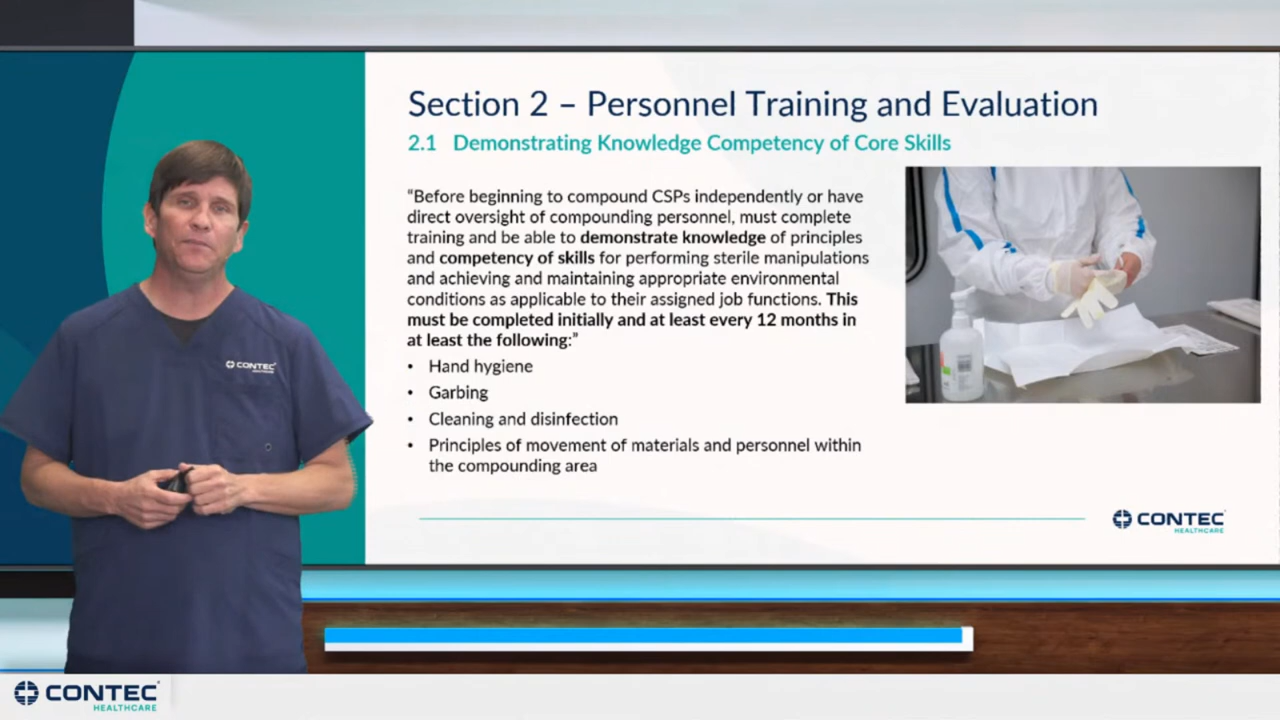 Section 2 – Personnel Training and Evaluation
2.1 Demonstrating Knowledge Competency of Core Skills
“Before beginning to compound CSPs independently or have
direct oversight of compounding personnel, must complete
training and be able to demonstrate knowledge of principles
and competency of skills for performing sterile manipulations
and achieving and maintaining appropriate environmental
conditions as applicable to their assigned job functions. This
must be completed initially and at least every 12 months in
at least the following:”
• Hand hygiene
• Garbing
• Cleaning and disinfection
• Principles of movement of materials and personnel within
the compounding area
CONTEC
HEALTHCARE
CONTEC
HEALTHCARE
CONTEC
HEALTHCARE